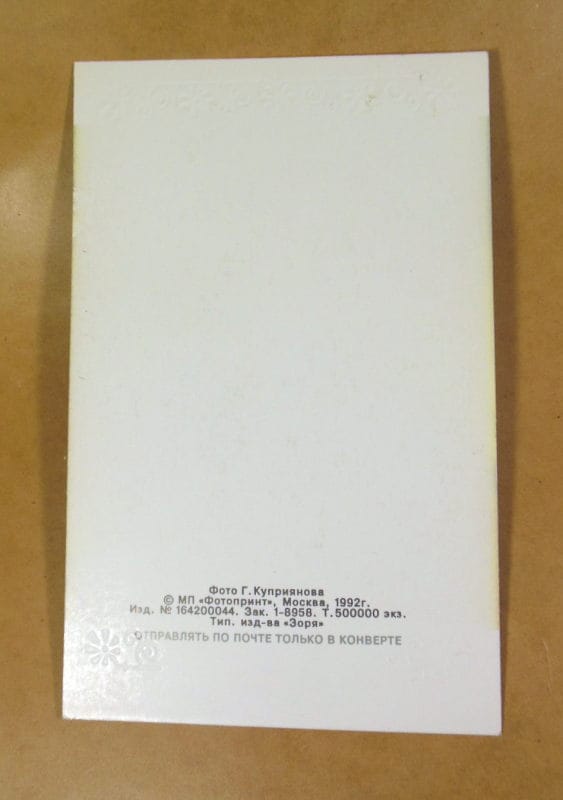 Фото Г.Куприянова
© МП «Фотопринт», Москва, 1992г.
Изд. № 164200044. Зак. 1-8958. Т.500000 экз.
Тип. изд-ва «Зоря»
ОТПРАВЛЯТЬ ПО ПОЧТЕ ТОЛЬКО В КОНВЕРТЕ